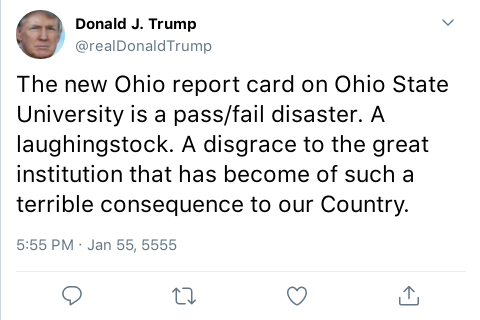 Donald J. Trump
@realDonaldTrump
The new Ohio report card on Ohio State
University is a pass/fail disaster. A
laughingstock. A disgrace to the great
institution that has become of such a
terrible consequence to our Country.
5:55 PM · Jan 55, 5555